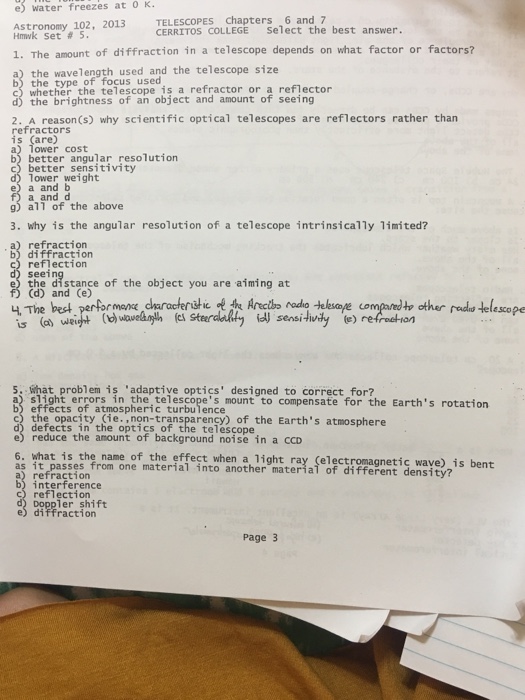 e) water freezes at 0 K.
Astronomy 102, 2013 TELESCOPES Chapters 6 and 7
Hmwk Set # 5. CERRITOS COLLEGE Select the best answer.
1. The amount of diffraction in a telescope depends on what factor or factors?
a) the wavelength used and the telescope size
b) the type of focus used
c) whether the telescope is a refractor or a reflector
d) the brightness of an object and amount of seeing
2. A reason(s) why scientific optical telescopes are reflectors rather than
refractors
is (are)
a) lower cost
b) better angular resolution
c) better sensitivity
d) lower weight
e) a and b
f) a and d
g) all of the above
3. Why is the angular resolution of a telescope intrinsically limited?
a) refraction
b) diffraction
c) reflection
d) seeing
e) the distance of the object you are aiming at
f) (d) and (e)
4. The best performance characteristic of the Arecibo radio telescope compared to other radio telescope
is (a) weight (b) wavelength (c) steerability (d) sensitivity (e) refraction
5. What problem is 'adaptive optics' designed to correct for?
a) slight errors in the telescope's mount to compensate for the Earth's rotation
b) effects of atmospheric turbulence
c) the opacity (ie.,non-transparency) of the Earth's atmosphere
d) defects in the optics of the telescope
e) reduce the amount of background noise in a CCD
6. What is the name of the effect when a light ray (electromagnetic wave) is bent
as it passes from one material into another material of different density?
a) refraction
b) interference
c) reflection
d) Doppler shift
e) diffraction
Page 3